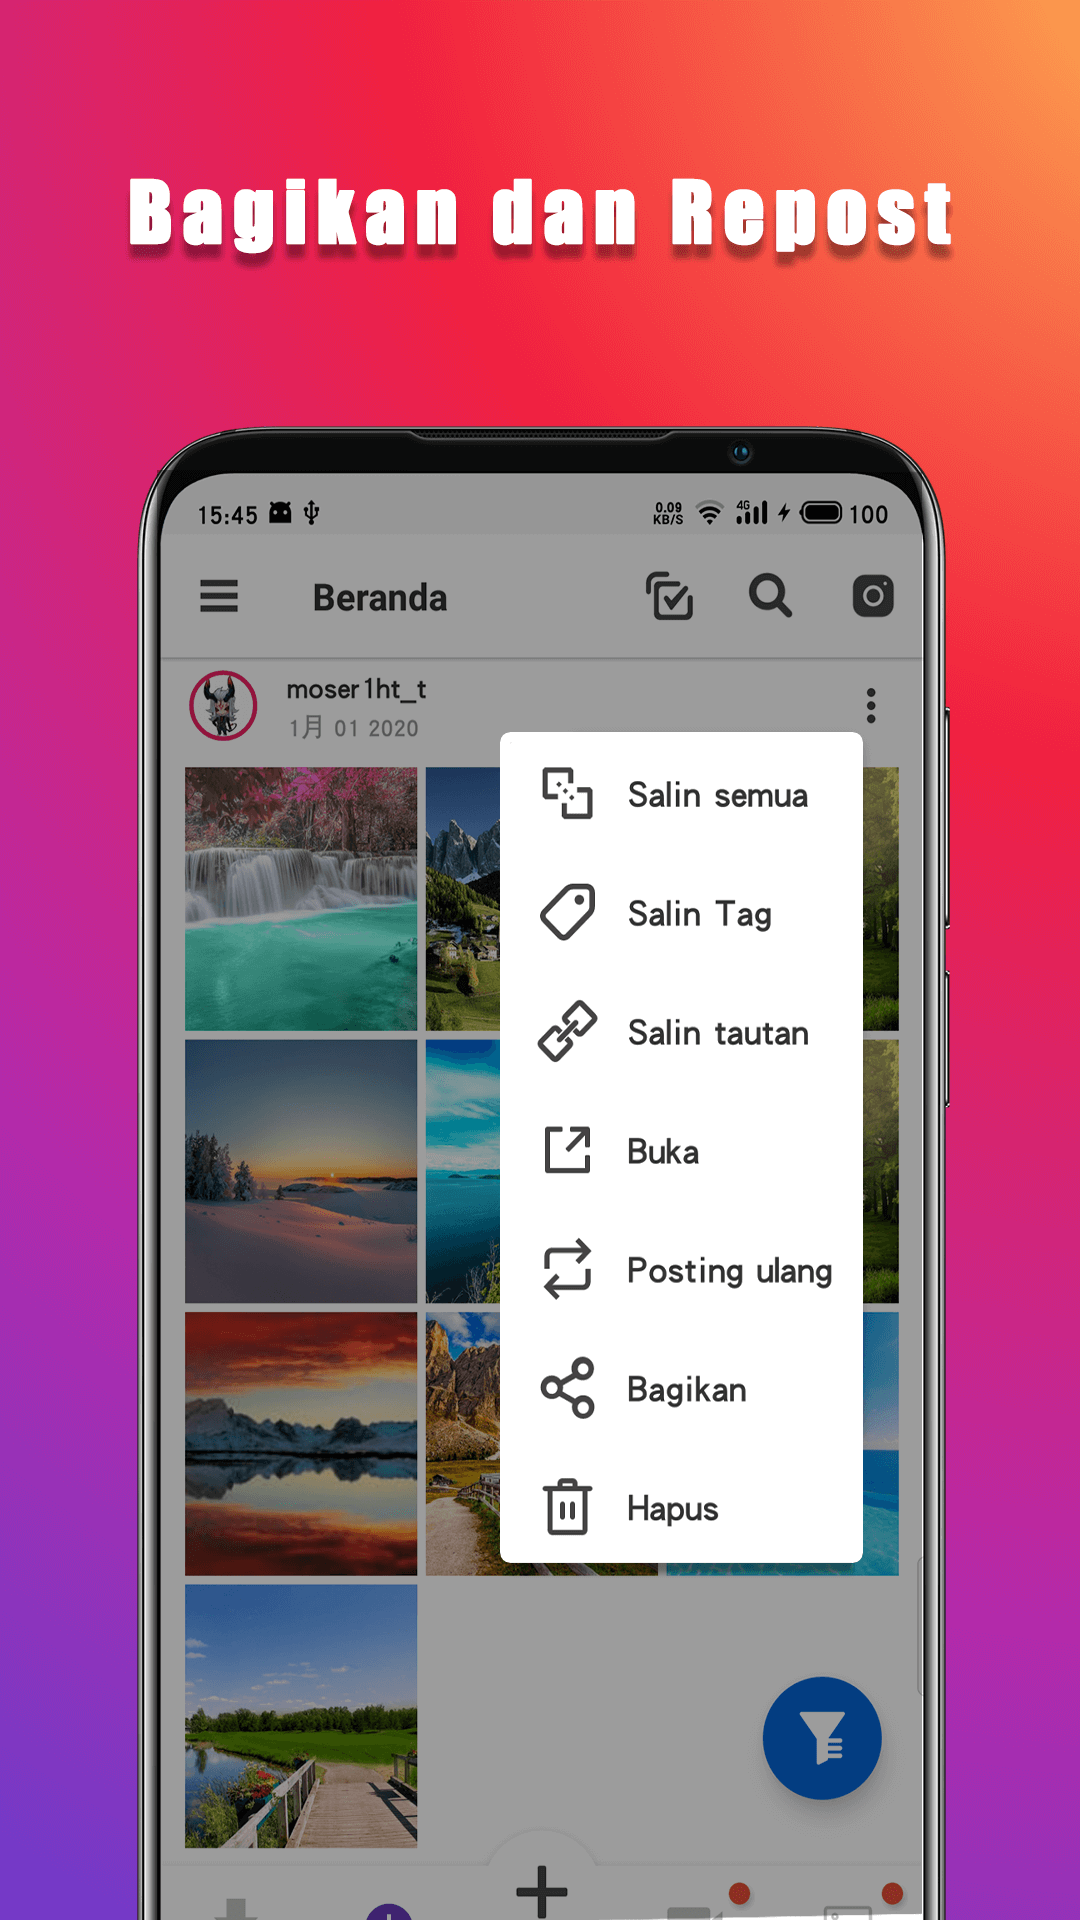 Bagikan dan Repost
15:45
0.09
KB/S
4G
100
Beranda
moser1ht_t
1月 01 2020
Salin semua
Salin Tag
Salin tautan
Buka
Posting ulang
Bagikan
Hapus